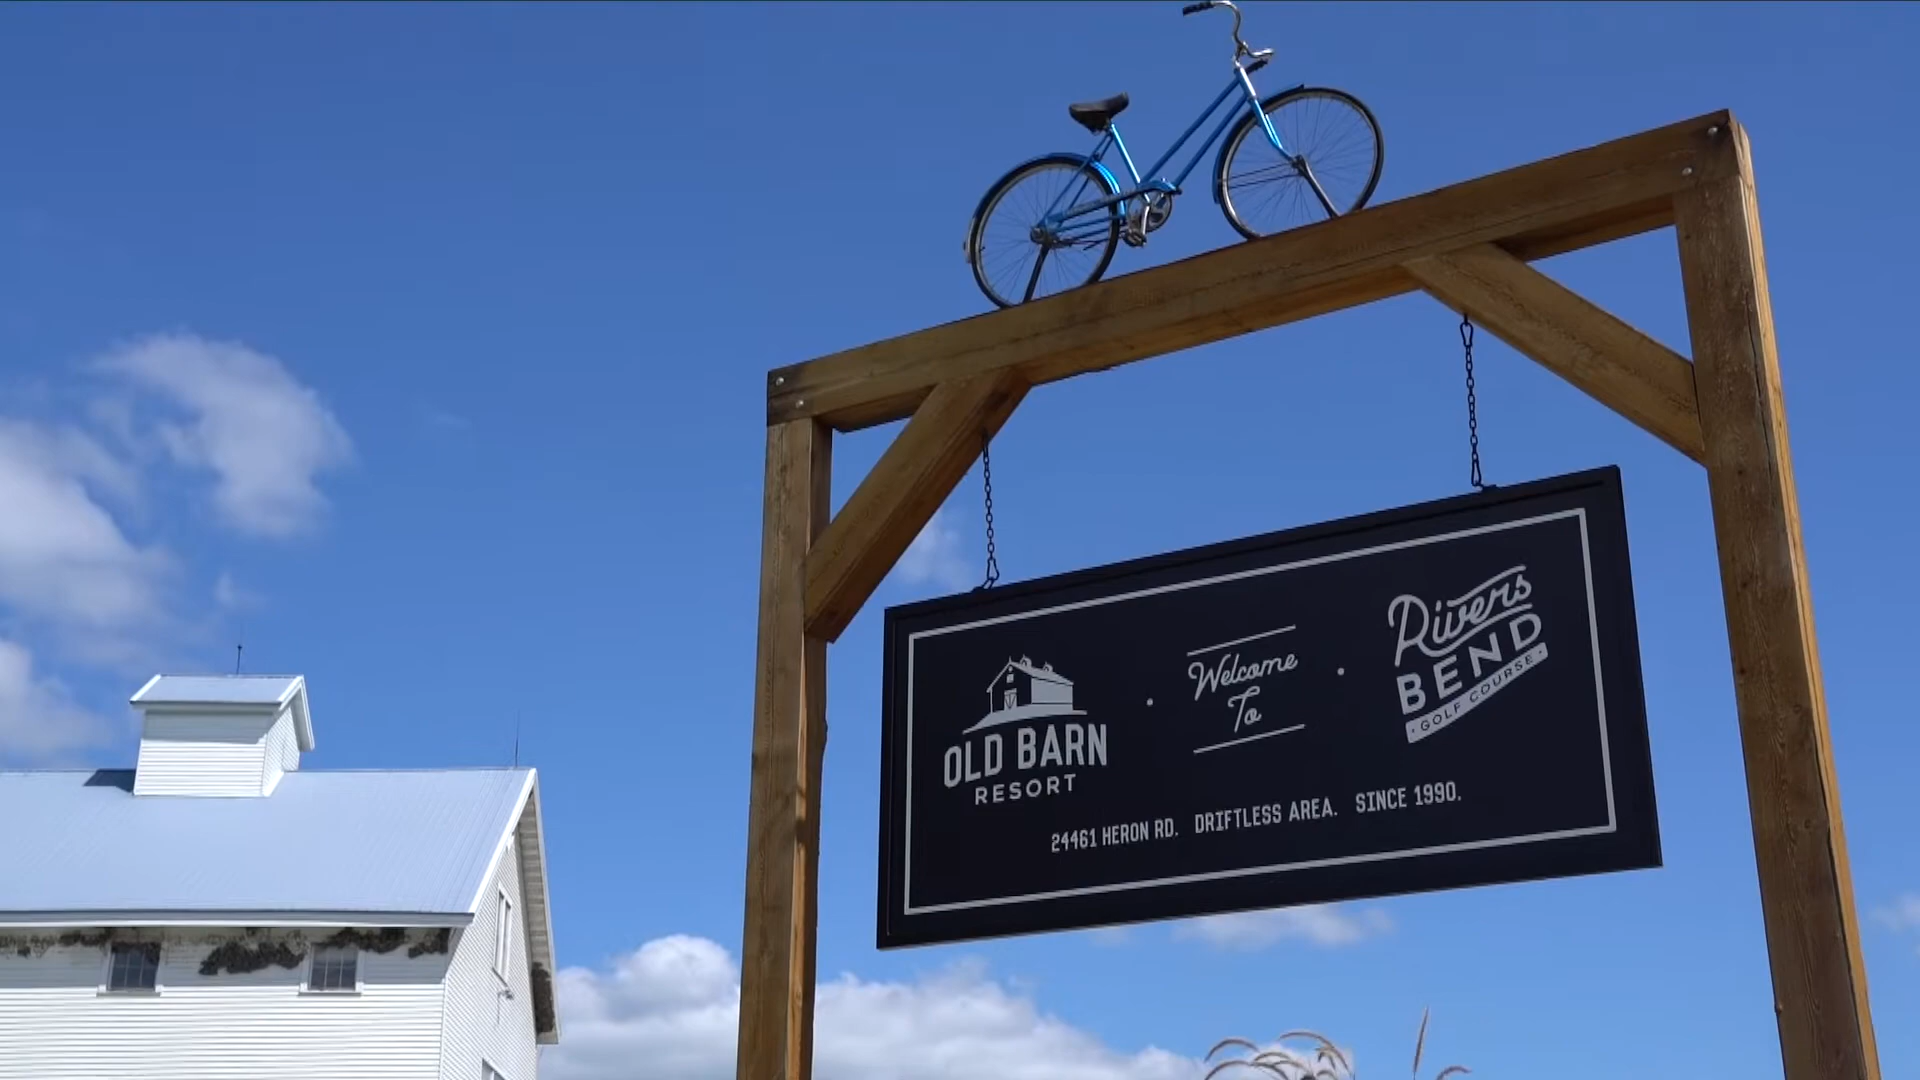 OLD BARN
RESORT
Welcome
To
Rivers
BEND
· GOLF COURSE ·
24461 HERON RD. DRIFTLESS AREA. SINCE 1990.